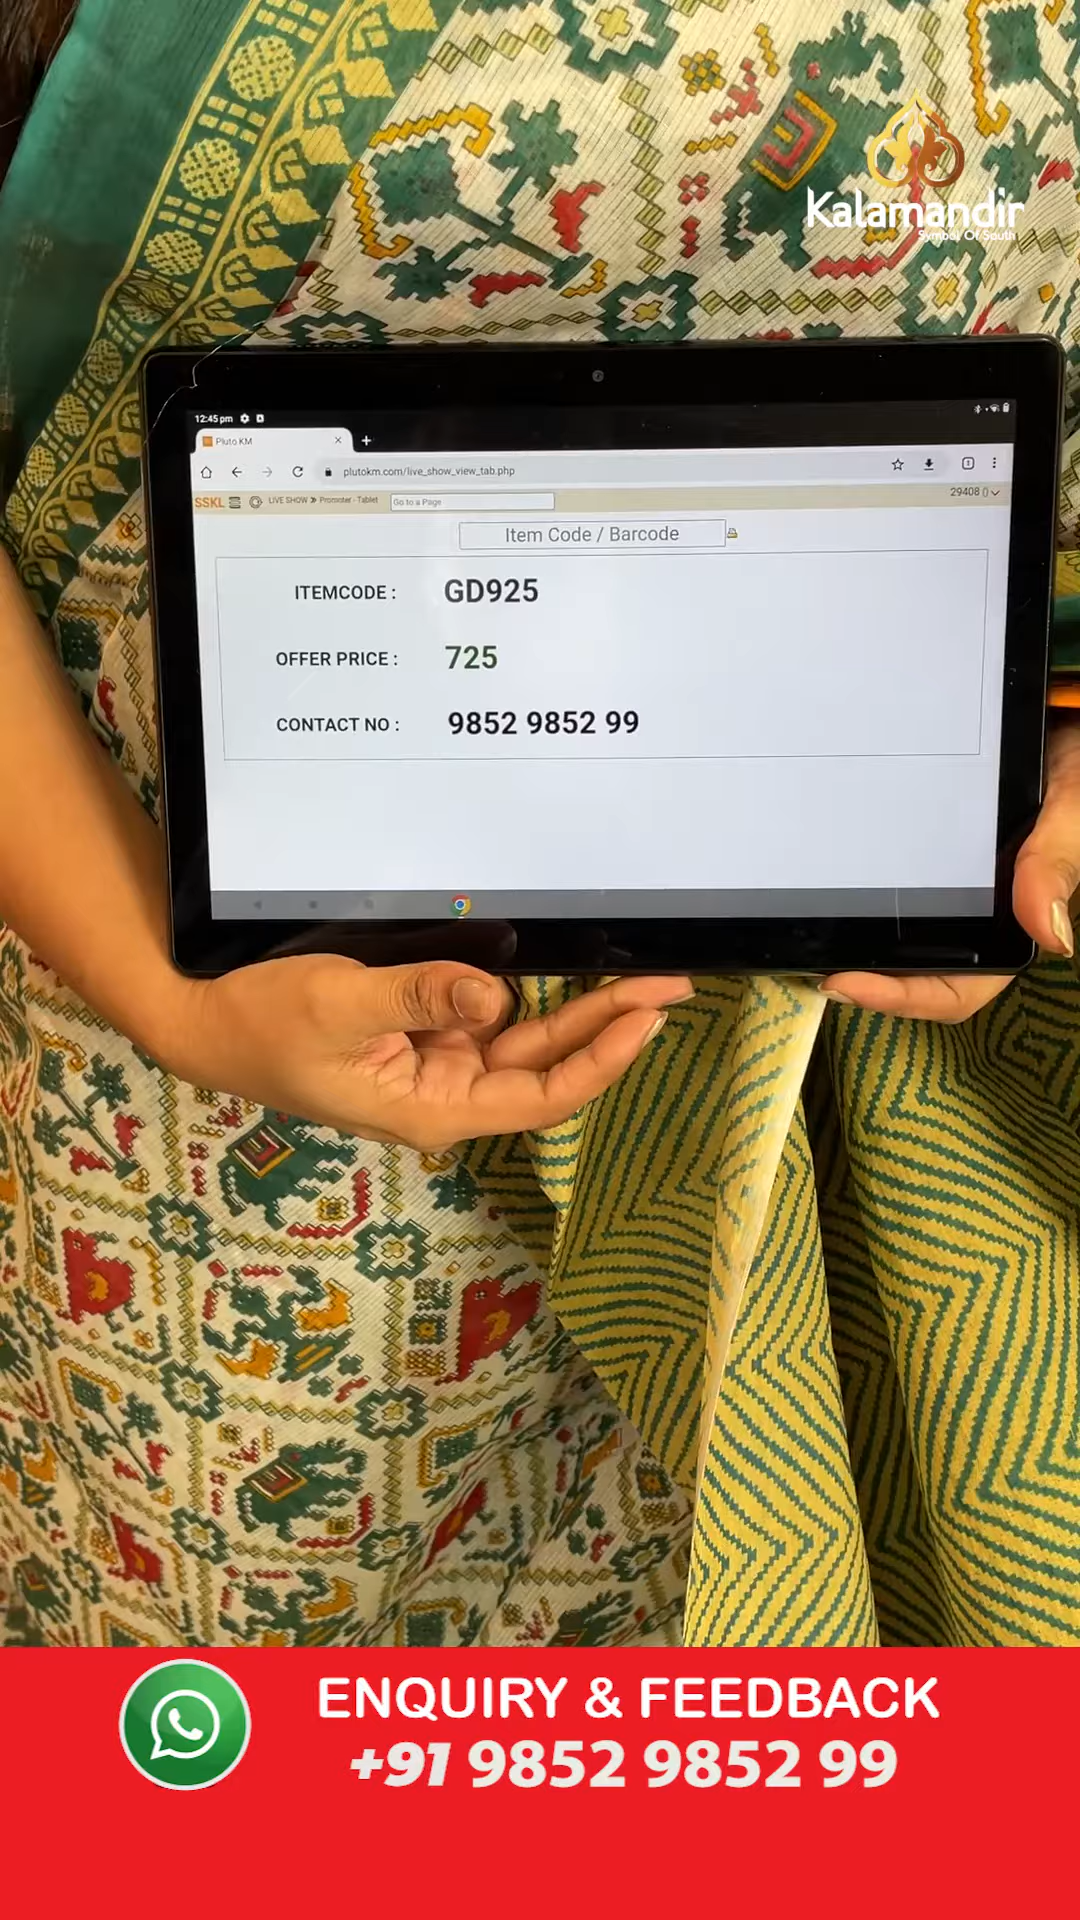 Kalamandir
Symbol Of South
12:45 pm
Pluto KM
plutokm.com/live_show_view_tab.php
SSKL
LIVE SHOW
Promoter - Tablet
Go to a Page
29408 ()
Item Code / Barcode
ITEMCODE : GD925
OFFER PRICE : 725
CONTACT NO : 9852 9852 99
ENQUIRY & FEEDBACK
+91 9852 9852 99